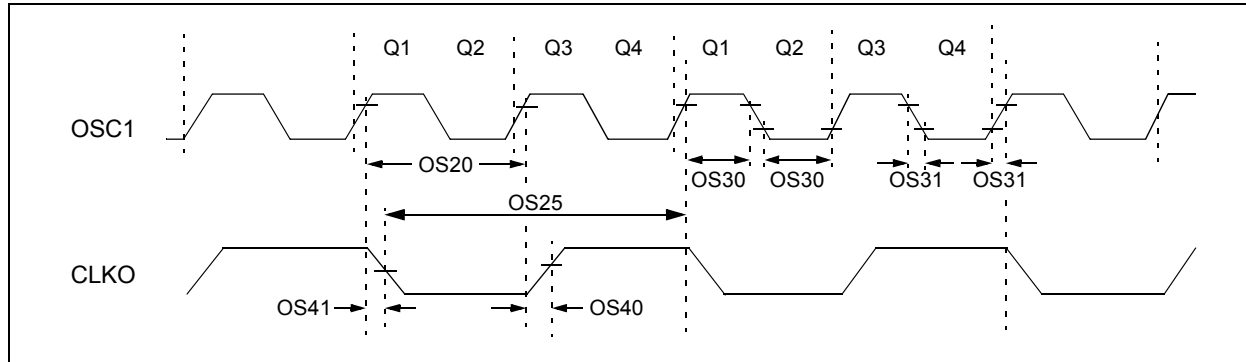 Q1 Q2 Q3 Q4 Q1 Q2 Q3 Q4
OSC1
OS20 OS30 OS30 OS31 OS31
OS25
CLKO
OS41 OS40